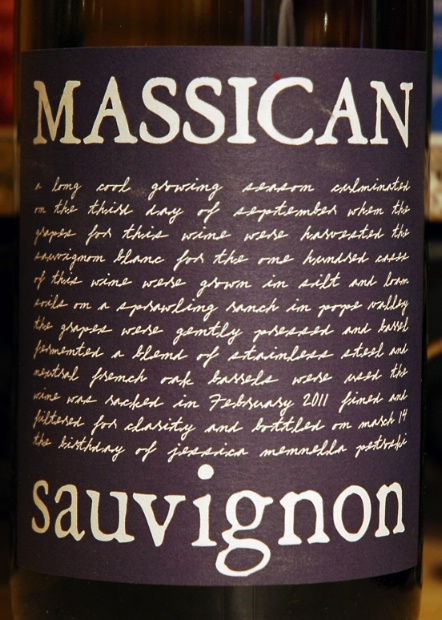 MASSICAN
a long cool growing season culminated
on the third day of september when the
grapes for this wine were harvested the
sauvignon blanc for the one hundred cases
of this wine were grown in silt and loam
soils on a sprawling ranch in pope valley
the grapes were gently pressed and barrel
fermented a blend of stainless steel and
neutral french oak barrels were used the
wine was racked in February 2011 fined and
filtered for clarity and bottled on march 14
the birthday of jessica mennella petroski
sauvignon